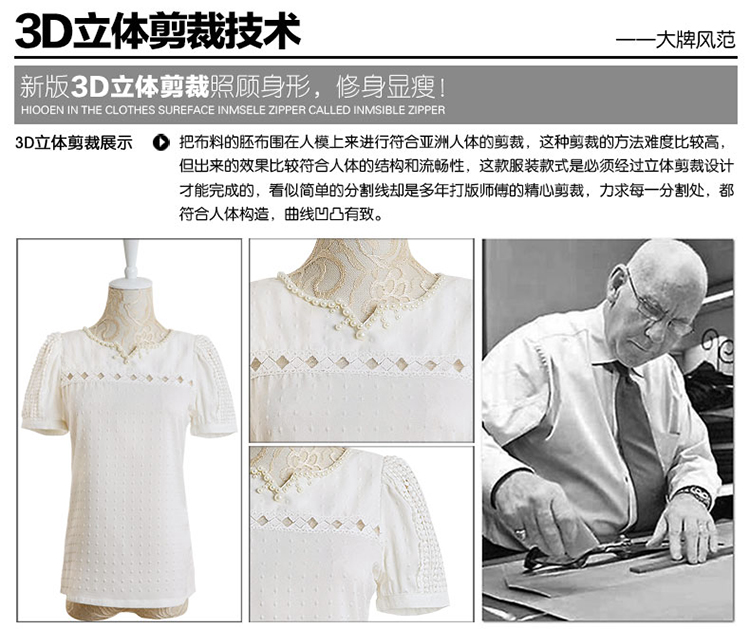 3D立体剪裁技术
——大牌风范
新版3D立体剪裁照顾身形，修身显瘦！
HIOOEN IN THE CLOTHES SUREFACE INMSELE ZIPPER CALLED INMSIBLE ZIPPER
3D立体剪裁展示
把布料的胚布围在人模上来进行符合亚洲人体的剪裁，这种剪裁的方法难度比较高，
但出来的效果比较符合人体的结构和流畅性，这款服装款式是必须经过立体剪裁设计
才能完成的，看似简单的分割线却是多年打版师傅的精心剪裁，力求每一分割处，都
符合人体构造，曲线凹凸有致。